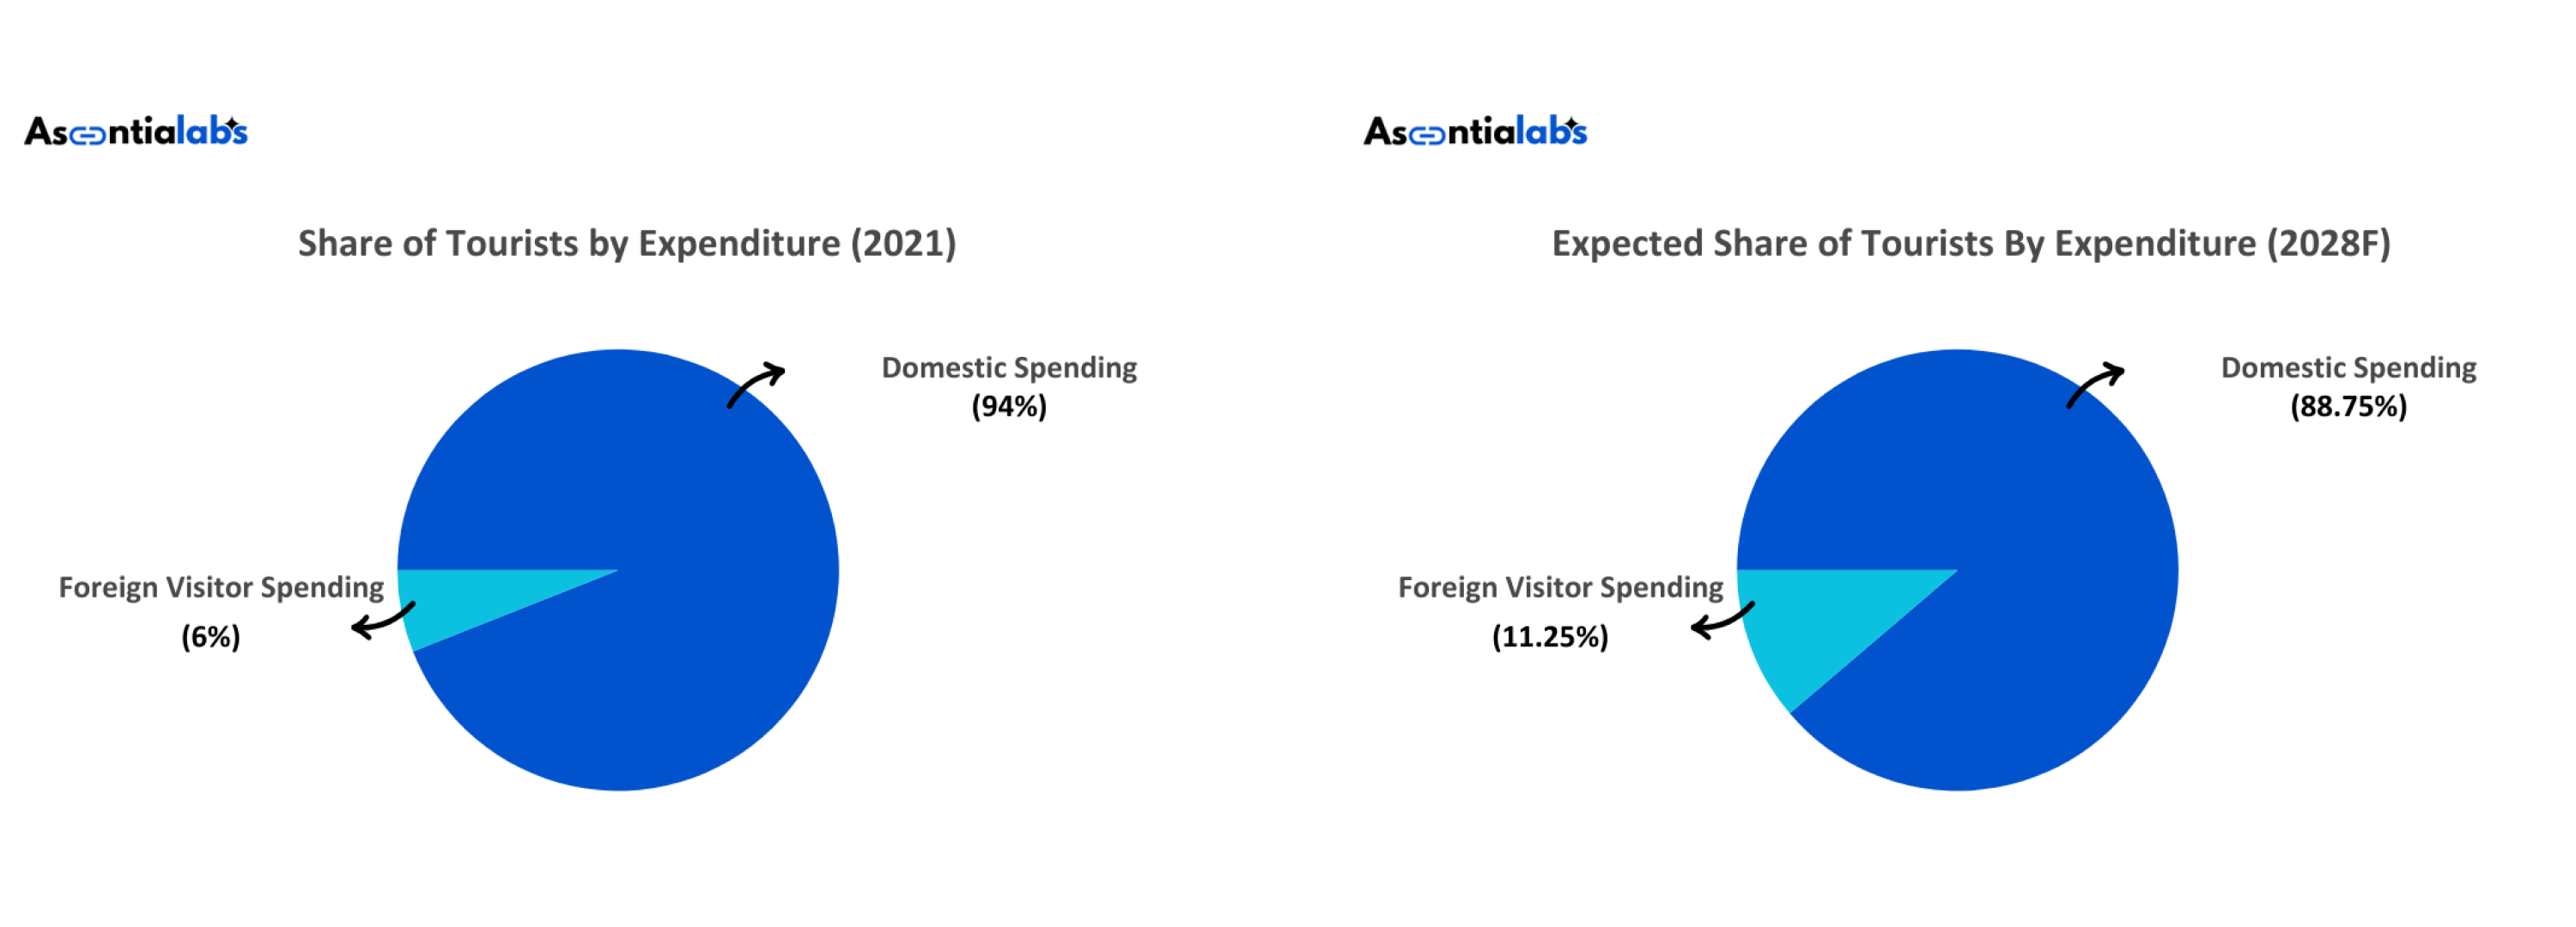 Ascentialabs
Share of Tourists by Expenditure (2021)
Domestic Spending
(94%)
Foreign Visitor Spending
(6%)
Ascentialabs
Expected Share of Tourists By Expenditure (2028F)
Domestic Spending
(88.75%)
Foreign Visitor Spending
(11.25%)